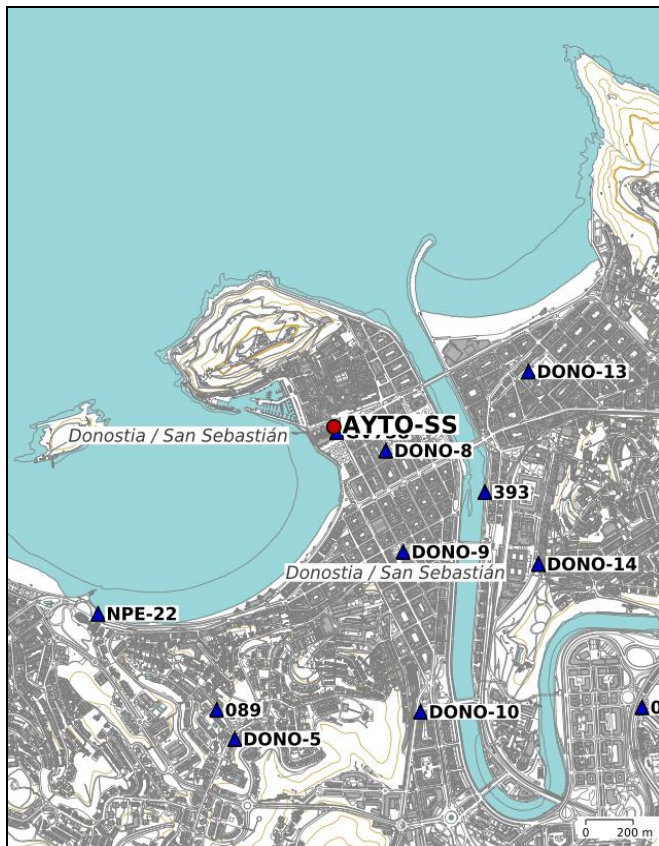 DONO-13
AYTO-SS
Donostia / San Sebastián
DONO-8
393
DONO-9
DONO-14
Donostia / San Sebastián
NPE-22
089
DONO-10
DONO-5
0 200 m